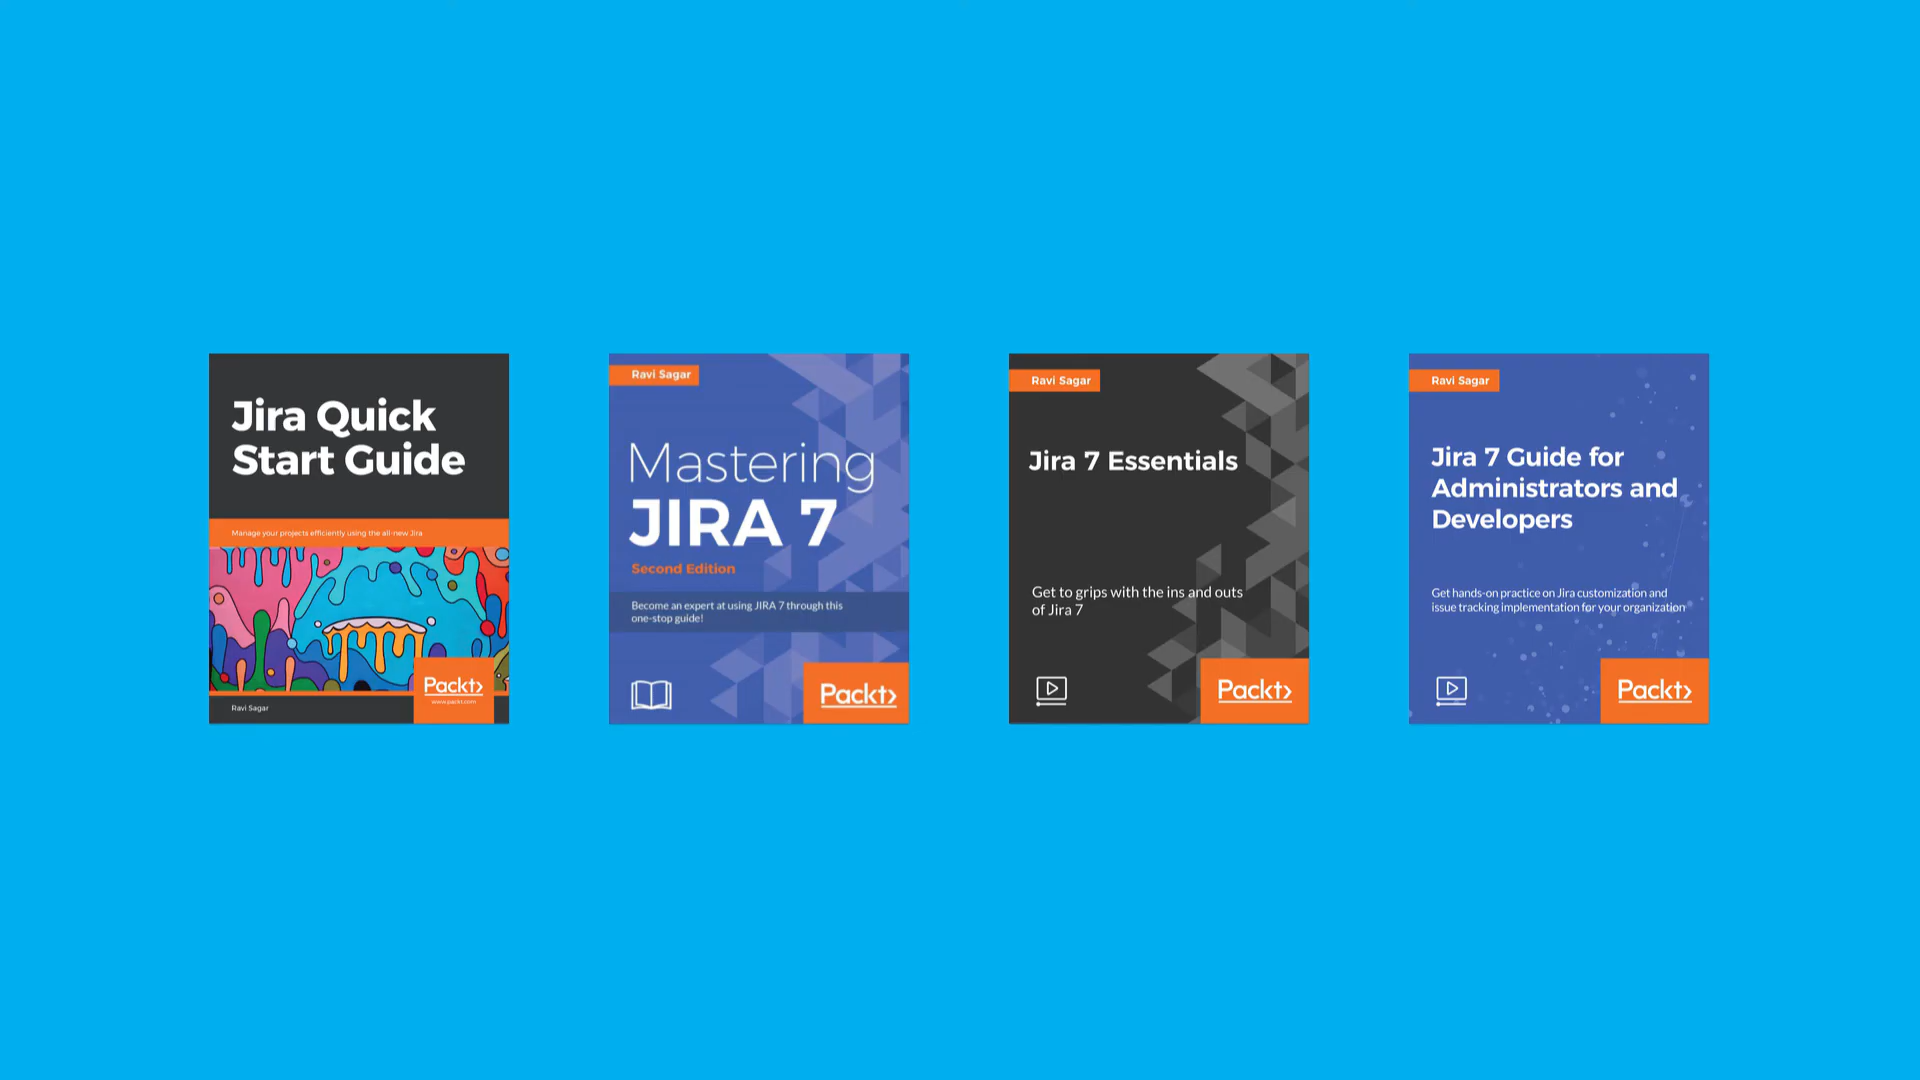 Jira Quick
Start Guide
Manage your projects efficiently using the all-new Jira
Packt>
www.packt.com
Ravi Sagar
Ravi Sagar
Mastering
JIRA 7
Second Edition
Become an expert at using JIRA 7 through this
one-stop guide!
Packt>
Ravi Sagar
Jira 7 Essentials
Get to grips with the ins and outs
of Jira 7
Packt>
Ravi Sagar
Jira 7 Guide for
Administrators and
Developers
Get hands-on practice on Jira customization and
issue tracking implementation for your organization
Packt>